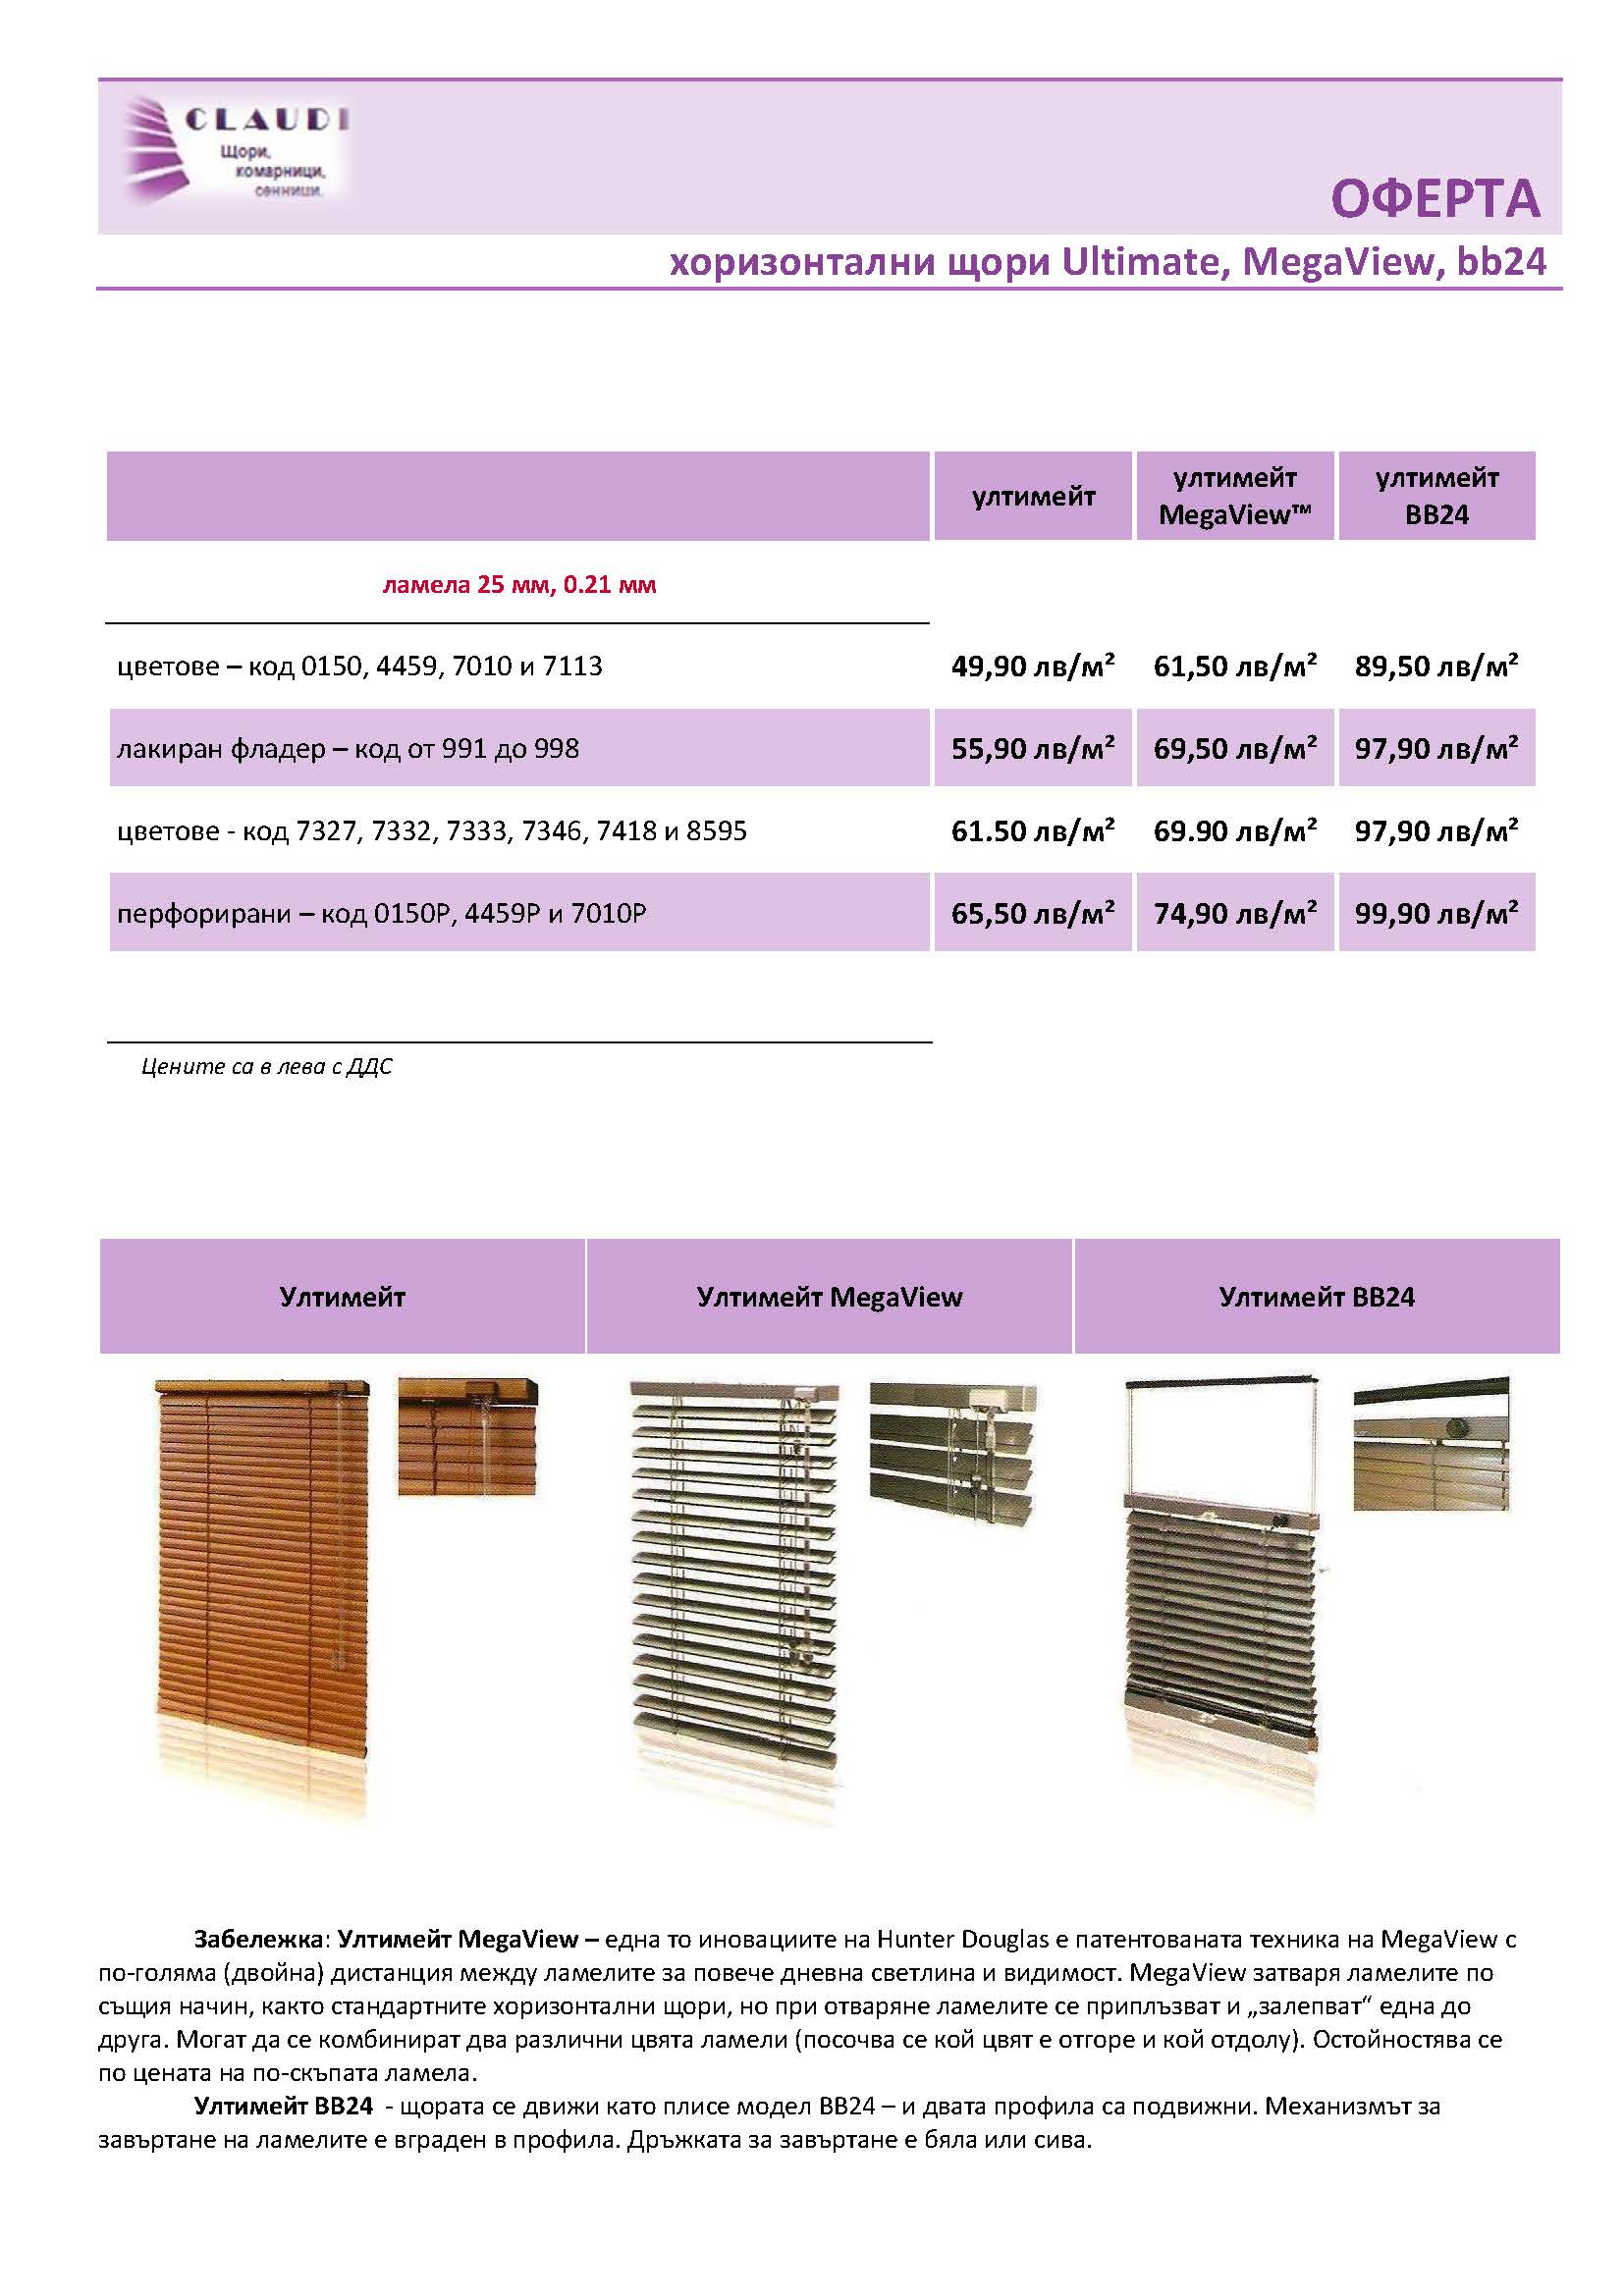 CLAUDI
Щори,
комарници,
сенници.
ОФЕРТА
хоризонтални щори Ultimate, MegaView, bb24
ултимейт
ултимейт
MegaView™
ултимейт
BB24
ламела 25 мм, 0.21 мм
цветове – код 0150, 4459, 7010 и 7113 49,90 лв/м² 61,50 лв/м² 89,50 лв/м²
лакиран фладер – код от 991 до 998 55,90 лв/м² 69,50 лв/м² 97,90 лв/м²
цветове - код 7327, 7332, 7333, 7346, 7418 и 8595 61.50 лв/м² 69.90 лв/м² 97,90 лв/м²
перфорирани – код 0150P, 4459P и 7010P 65,50 лв/м² 74,90 лв/м² 99,90 лв/м²
Цените са в лева с ДДС
Ултимейт Ултимейт MegaView Ултимейт BB24
Забележка: Ултимейт MegaView – една то иновациите на Hunter Douglas е патентованата техника на MegaView с
по-голяма (двойна) дистанция между ламелите за повече дневна светлина и видимост. MegaView затваря ламелите по
същия начин, както стандартните хоризонтални щори, но при отваряне ламелите се приплъзват и „залепват“ една до
друга. Могат да се комбинират два различни цвята ламели (посочва се кой цвят е отгоре и кой отдолу). Остойностява се
по цената на по-скъпата ламела.
Ултимейт BB24 - щората се движи като плисе модел BB24 – и двата профила са подвижни. Механизмът за
завъртане на ламелите е вграден в профила. Дръжката за завъртане е бяла или сива.